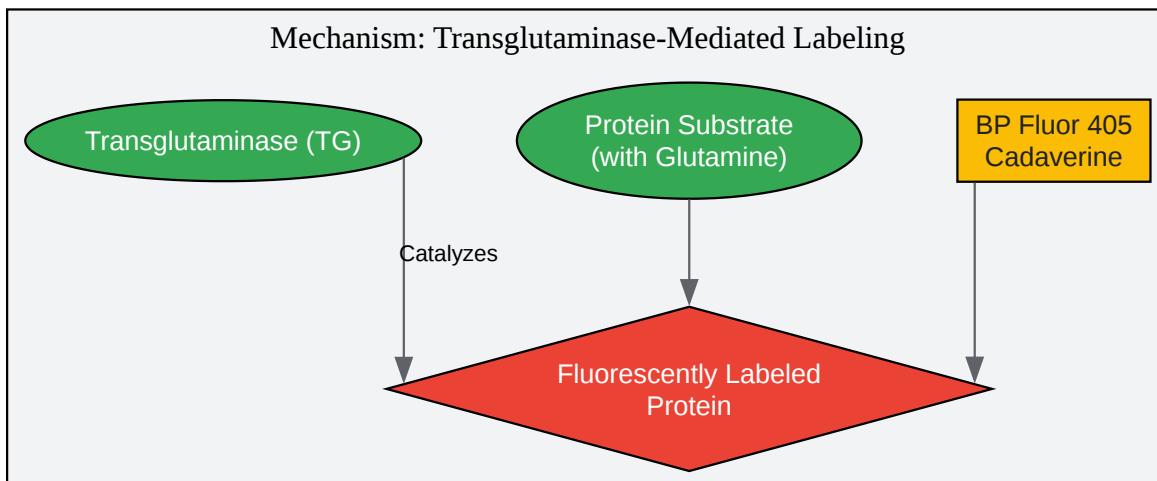 Mechanism: Transglutaminase-Mediated Labeling
Transglutaminase (TG)
Protein Substrate
(with Glutamine)
BP Fluor 405
Cadaverine
Catalyzes
Fluorescently Labeled
Protein